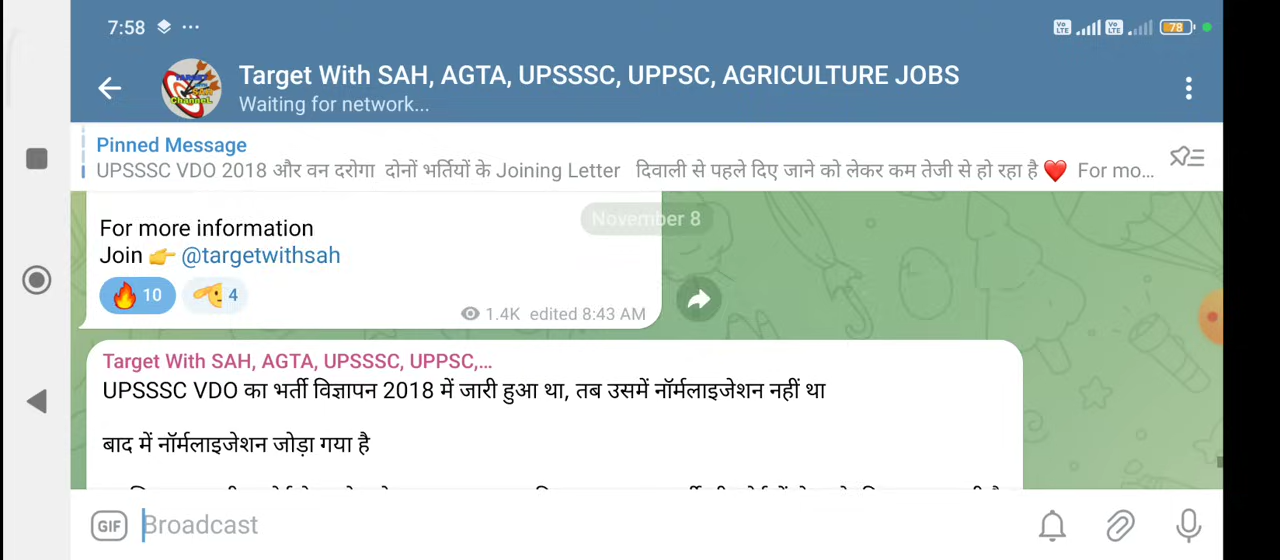 7:58
78
Target With SAH, AGTA, UPSSSC, UPPSC, AGRICULTURE JOBS
Waiting for network...
Pinned Message
UPSSSC VDO 2018 और वन दरोगा दोनों भर्तियों के Joining Letter दिवाली से पहले दिए जाने को लेकर कम तेजी से हो रहा है ❤️ For mo...
November 8
For more information
Join 👉 @targetwithsah
🔥 10 🫡 4
1.4K edited 8:43 AM
Target With SAH, AGTA, UPSSSC, UPPSC,...
UPSSSC VDO का भर्ती विज्ञापन 2018 में जारी हुआ था, तब उसमें नॉर्मलाइजेशन नहीं था
बाद में नॉर्मलाइजेशन जोड़ा गया है
GIF Broadcast